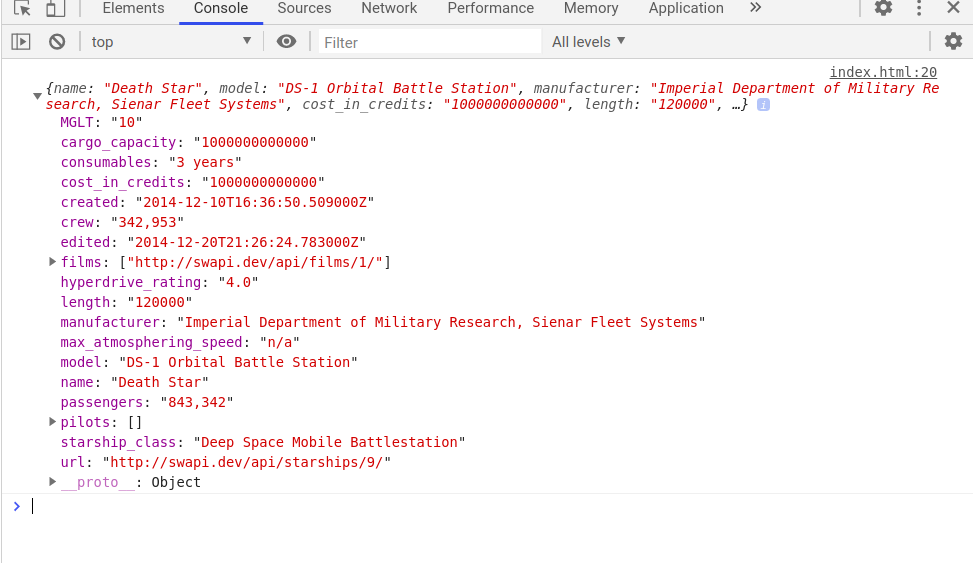 Elements Console Sources Network Performance Memory Application »
top Filter All levels
index.html:20
{name: "Death Star", model: "DS-1 Orbital Battle Station", manufacturer: "Imperial Department of Military Re
search, Sienar Fleet Systems", cost_in_credits: "1000000000000", length: "120000", …} i
MGLT: "10"
cargo_capacity: "1000000000000"
consumables: "3 years"
cost_in_credits: "1000000000000"
created: "2014-12-10T16:36:50.509000Z"
crew: "342,953"
edited: "2014-12-20T21:26:24.783000Z"
films: ["http://swapi.dev/api/films/1/"]
hyperdrive_rating: "4.0"
length: "120000"
manufacturer: "Imperial Department of Military Research, Sienar Fleet Systems"
max_atmosphering_speed: "n/a"
model: "DS-1 Orbital Battle Station"
name: "Death Star"
passengers: "843,342"
pilots: []
starship_class: "Deep Space Mobile Battlestation"
url: "http://swapi.dev/api/starships/9/"
__proto__: Object